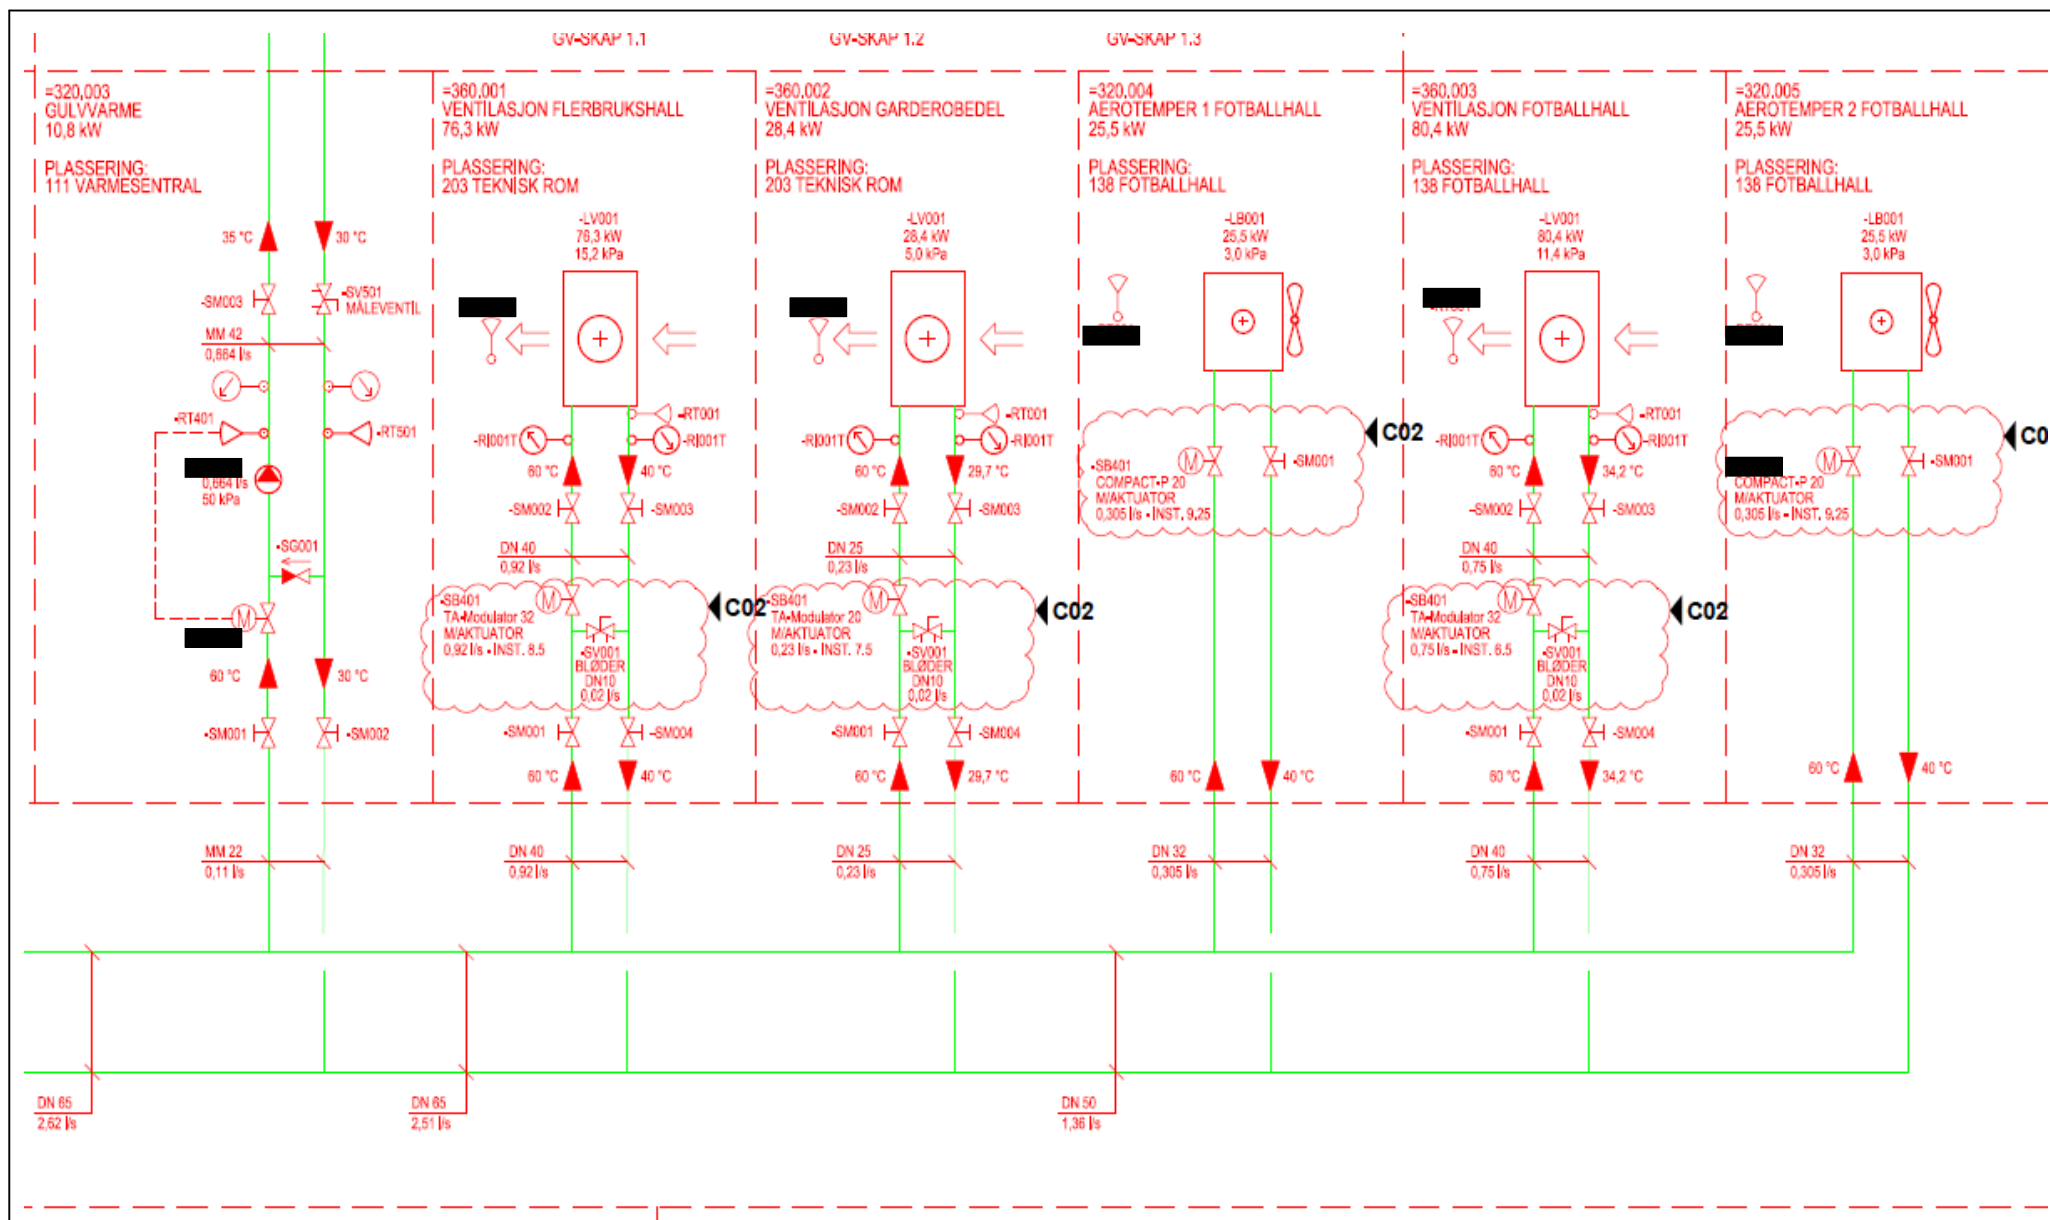 GV-SKAP 1.1
GV-SKAP 1.2
GV-SKAP 1.3
=320.003
GULVVARME
10,8 kW
PLASSERING:
111 VARMESENTRAL
35 °C
30 °C
-SM003
-SV501
MÅLEVENTIL
MM 42
0,664 l/s
-RT401
-RT501
0,664 l/s
50 kPa
-SG001
M
60 °C
30 °C
-SM001
-SM002
MM 22
0,11 l/s
=360.001
VENTILASJON FLERBRUKSHALL
76,3 kW
PLASSERING:
203 TEKNISK ROM
-LV001
76,3 kW
15,2 kPa
-RT001
-RI001T
-RI001T
60 °C
40 °C
-SM002
-SM003
DN 40
0,92 l/s
-SB401
TA-Modulator 32
M/AKTUATOR
0,92 l/s - INST. 8.5
M
-SV001
BLØDER
DN10
0,02 l/s
C02
-SM001
-SM004
60 °C
40 °C
DN 40
0,92 l/s
=360.002
VENTILASJON GARDEROBEDEL
28,4 kW
PLASSERING:
203 TEKNISK ROM
-LV001
28,4 kW
5,0 kPa
-RT001
-RI001T
-RI001T
60 °C
29,7 °C
-SM002
-SM003
DN 25
0,23 l/s
-SB401
TA-Modulator 20
M/AKTUATOR
0,23 l/s - INST. 7.5
M
-SV001
BLØDER
DN10
0,02 l/s
C02
-SM001
-SM004
60 °C
29,7 °C
DN 25
0,23 l/s
=320.004
AEROTEMPER 1 FOTBALLHALL
25,5 kW
PLASSERING:
138 FOTBALLHALL
-LB001
25,5 kW
3,0 kPa
C02
M
-SM001
-SB401
COMPACT-P 20
M/AKTUATOR
0,305 l/s - INST. 9.25
60 °C
40 °C
DN 32
0,305 l/s
=360.003
VENTILASJON FOTBALLHALL
80,4 kW
PLASSERING:
138 FOTBALLHALL
-LV001
80,4 kW
11,4 kPa
-RT001
-RI001T
-RI001T
60 °C
34,2 °C
-SM002
-SM003
DN 40
0,75 l/s
-SB401
TA-Modulator 32
M/AKTUATOR
0,75 l/s - INST. 6.5
M
-SV001
BLØDER
DN10
0,02 l/s
C02
-SM001
-SM004
60 °C
34,2 °C
DN 40
0,75 l/s
=320.005
AEROTEMPER 2 FOTBALLHALL
25,5 kW
PLASSERING:
138 FOTBALLHALL
-LB001
25,5 kW
3,0 kPa
C0
M
-SM001
COMPACT-P 20
M/AKTUATOR
0,305 l/s - INST. 9.25
60 °C
40 °C
DN 32
0,305 l/s
DN 65
2,62 l/s
DN 65
2,51 l/s
DN 50
1,36 l/s